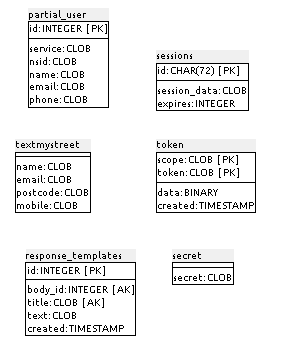 partial_user
id:INTEGER [PK]
service:CLOB
nsid:CLOB
name:CLOB
email:CLOB
phone:CLOB
sessions
id:CHAR(72) [PK]
session_data:CLOB
expires:INTEGER
textmystreet
name:CLOB
email:CLOB
postcode:CLOB
mobile:CLOB
token
scope:CLOB [PK]
token:CLOB [PK]
data:BINARY
created:TIMESTAMP
response_templates
id:INTEGER [PK]
body_id:INTEGER [AK]
title:CLOB [AK]
text:CLOB
created:TIMESTAMP
secret
secret:CLOB